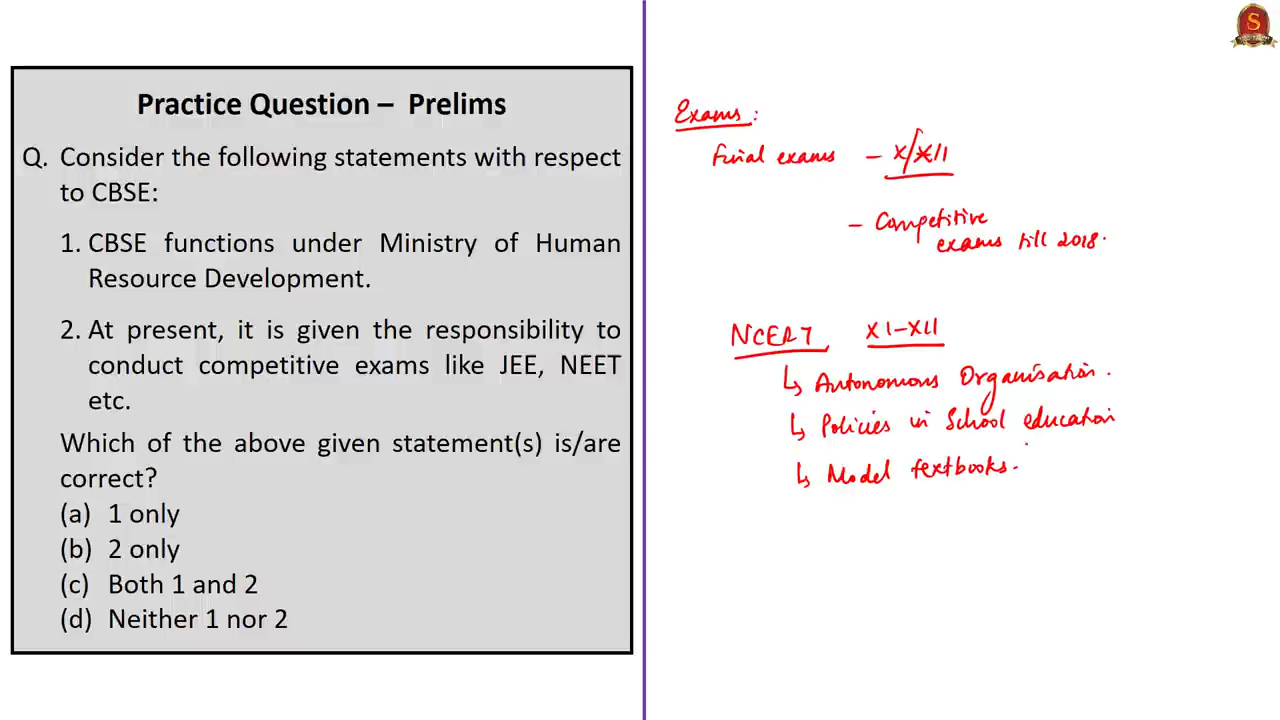 Practice Question – Prelims
Q. Consider the following statements with respect
to CBSE:
1. CBSE functions under Ministry of Human
Resource Development.
2. At present, it is given the responsibility to
conduct competitive exams like JEE, NEET
etc.
Which of the above given statement(s) is/are
correct?
(a) 1 only
(b) 2 only
(c) Both 1 and 2
(d) Neither 1 nor 2
S
Exams:
Final exams – X/XII
– Competitive
exams till 2018.
NCERT XI-XII
↳ Autonomous Organisation.
↳ Policies in School education
↳ Model textbooks.